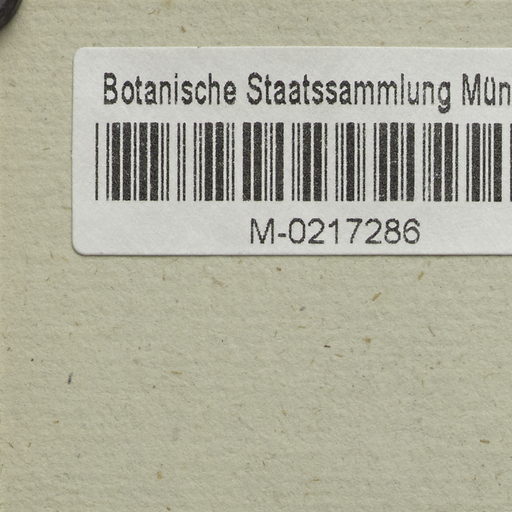 Botanische Staatssammlung Mün
M-0217286